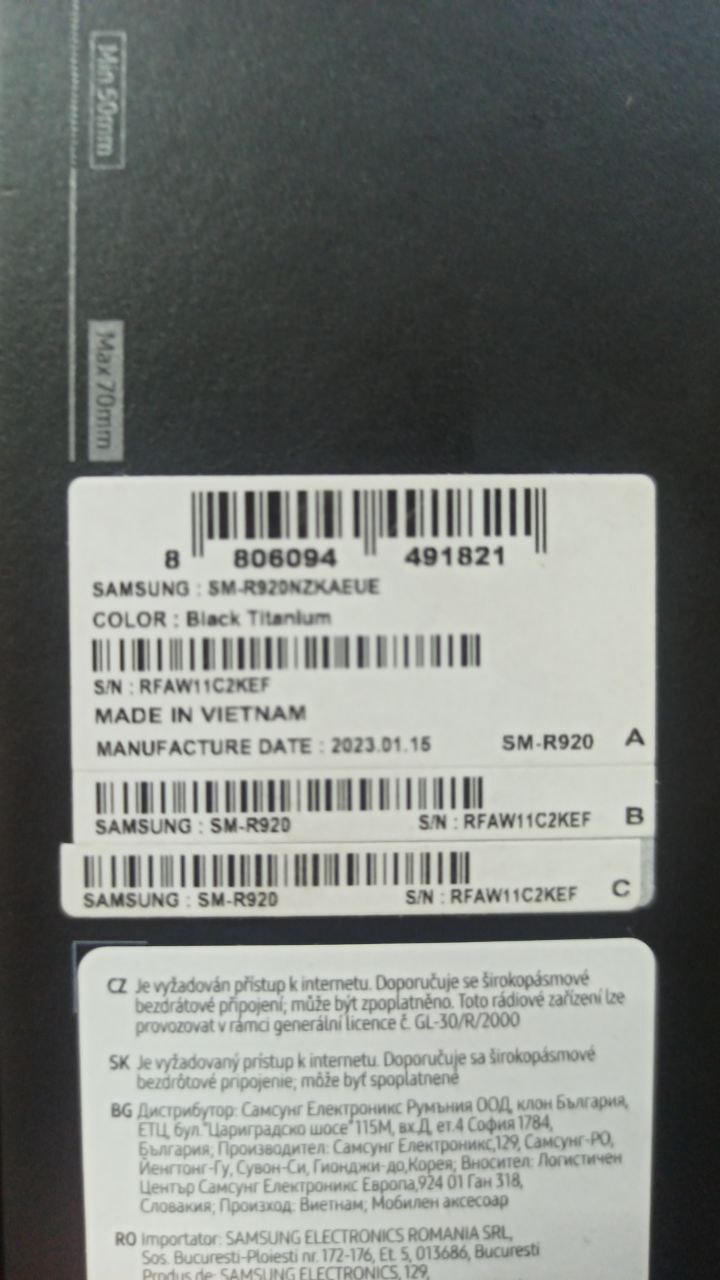 Min 50mm
Max 70mm
8 806094 491821
SAMSUNG : SM-R920NZKAEUE
COLOR : Black Titanium
S/N : RFAW11C2KEF
MADE IN VIETNAM
MANUFACTURE DATE : 2023.01.15 SM-R920 A
SAMSUNG : SM-R920 S/N : RFAW11C2KEF B
SAMSUNG : SM-R920 S/N : RFAW11C2KEF C
CZ Je vyžadován přístup k internetu. Doporučuje se širokopásmové
bezdrátové připojení; může být zpoplatněno. Toto rádiové zařízení lze
provozovat v rámci generální licence č. GL-30/R/2000
SK Je vyžadovaný prístup k internetu. Doporučuje sa širokopásmové
bezdrôtové pripojenie; môže byť spoplatnené
BG Дистрибутор: Самсунг Електроникс Румъния ООД, клон България,
ЕТЦ, бул."Цариградско шосе" 115М, вх.Д, ет.4 София 1784,
България; Производител: Самсунг Електроникс,129, Самсунг-РО,
Йенгтонг-Гу, Сувон-Си, Гионджи-до,Корея; Вносител: Логистичен
Център Самсунг Електроникс Европа,924 01 Ган 318,
Словакия; Произход: Виетнам; Мобилен аксесоар
RO Importator: SAMSUNG ELECTRONICS ROMANIA SRL,
Sos. Bucuresti-Ploiesti nr. 172-176, Et. 5, 013686, Bucuresti
Produs de: SAMSUNG ELECTRONICS, 129,